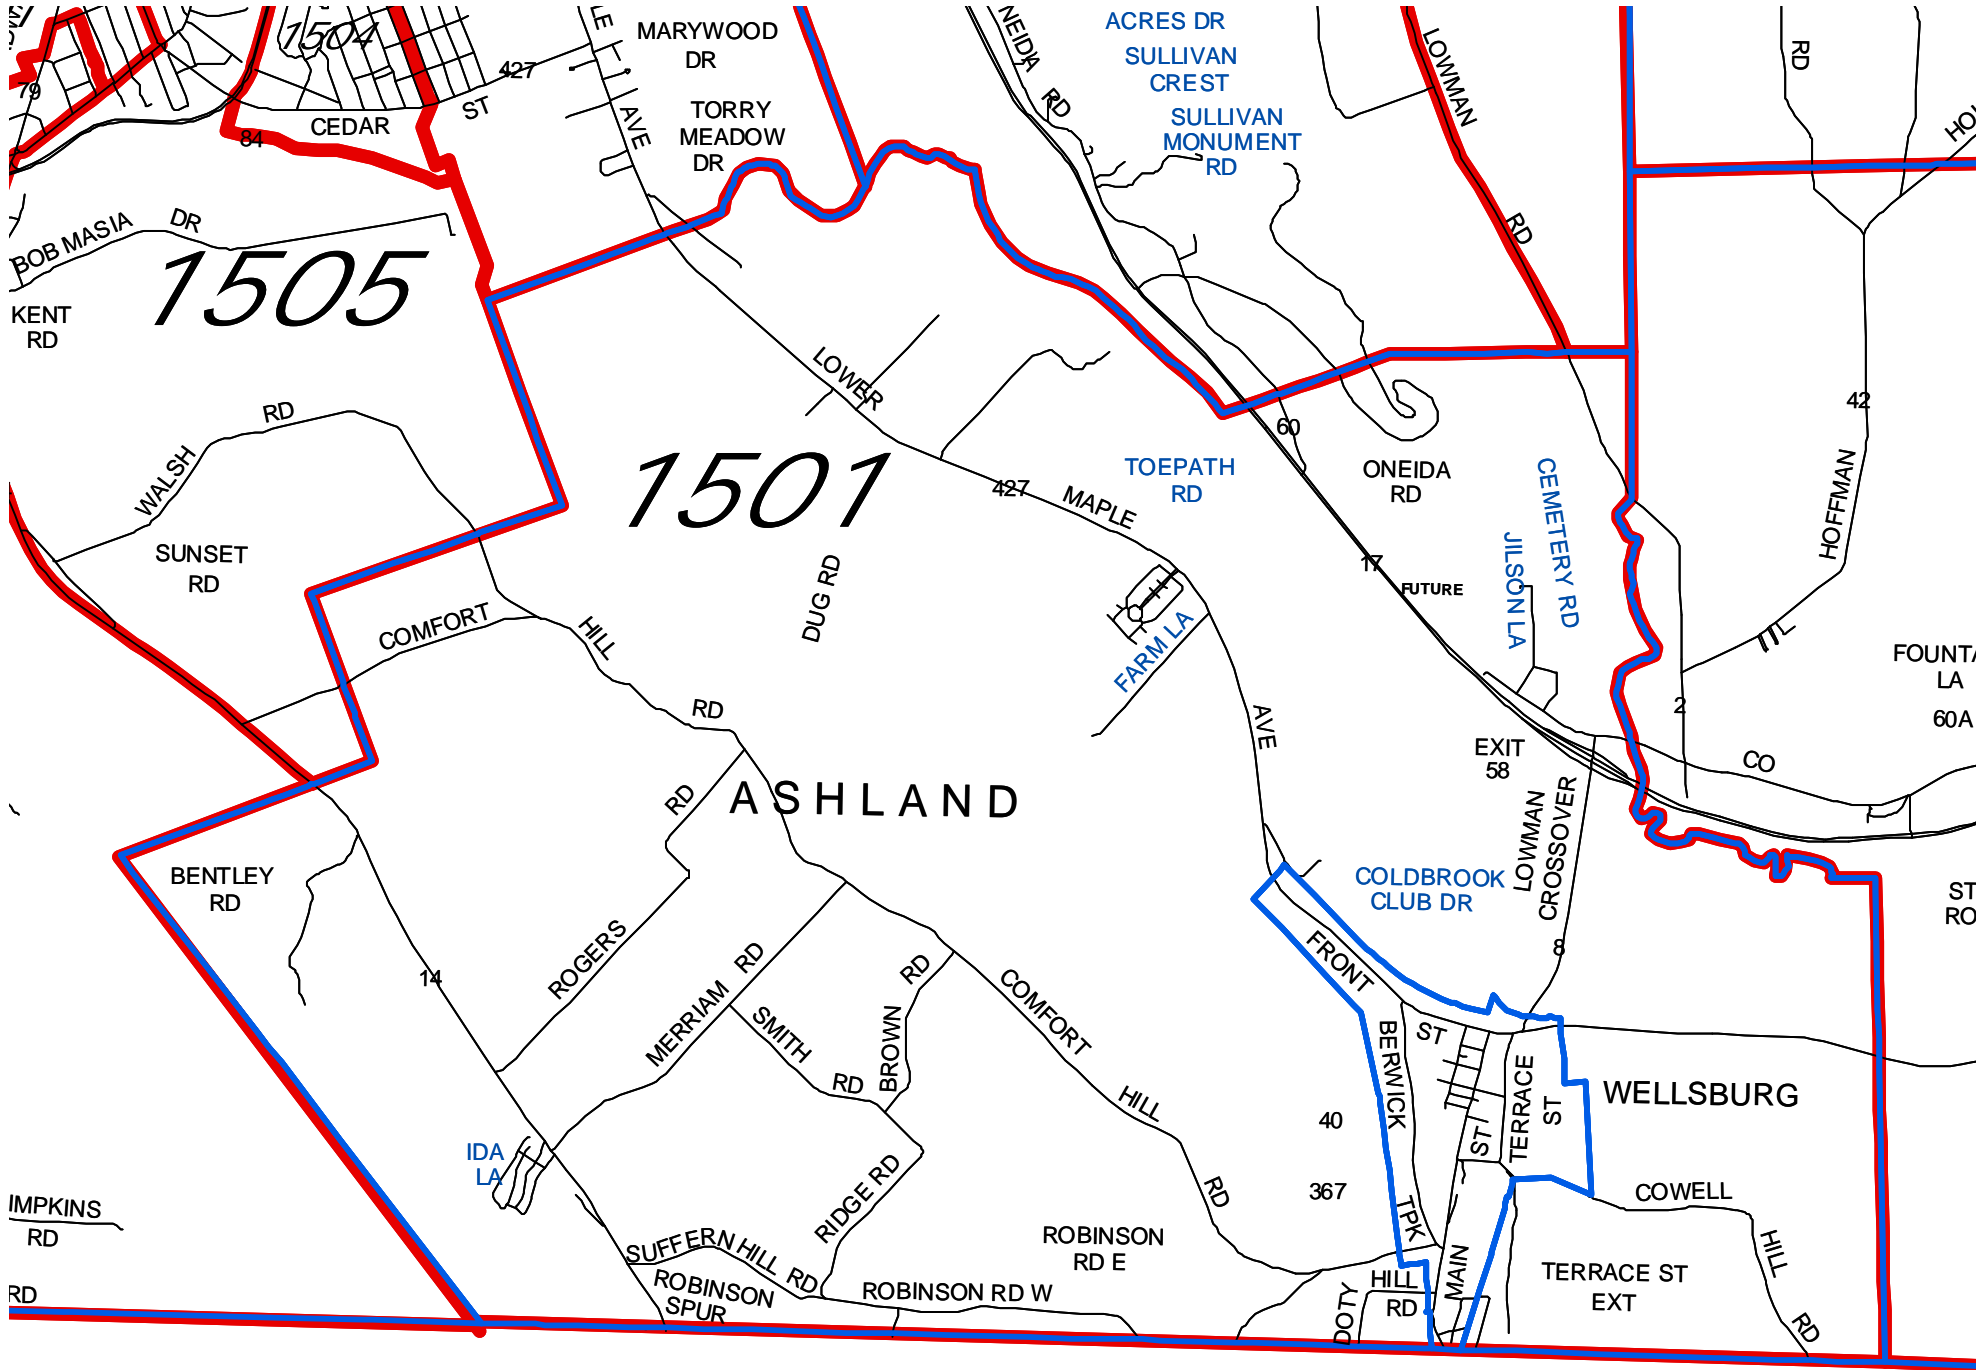 1504
79
427
ST
CEDAR
84
AVE
MARYWOOD
DR
TORRY
MEADOW
DR
RD
ACRES DR
SULLIVAN
CREST
SULLIVAN
MONUMENT
RD
LOWMAN
RD
RD
BOB MASIA DR
1505
KENT
RD
WALSH RD
SUNSET
RD
COMFORT
HILL
RD
LOWER
1501
427
MAPLE
AVE
DUG RD
TOEPATH
RD
60
ONEIDA
RD
17
FUTURE
CEMETERY RD
JILSON LA
FARM LA
42
HOFFMAN
LA
60A
2
CO
EXIT
58
LOWMAN
CROSSOVER
8
ASHLAND
RD
ROGERS
BENTLEY
RD
14
MERRIAM RD
SMITH
RD
BROWN
RD
COMFORT
HILL
RD
COLDBROOK
CLUB DR
FRONT
ST
BERWICK
TPK
TERRACE
ST
ST
WELLSBURG
40
367
IDA
LA
RIDGE RD
SUFFERN HILL RD
ROBINSON
SPUR
ROBINSON RD W
ROBINSON
RD E
MAIN
HILL
RD
DOTY
COWELL
HILL
RD
TERRACE ST
EXT
RD
RD